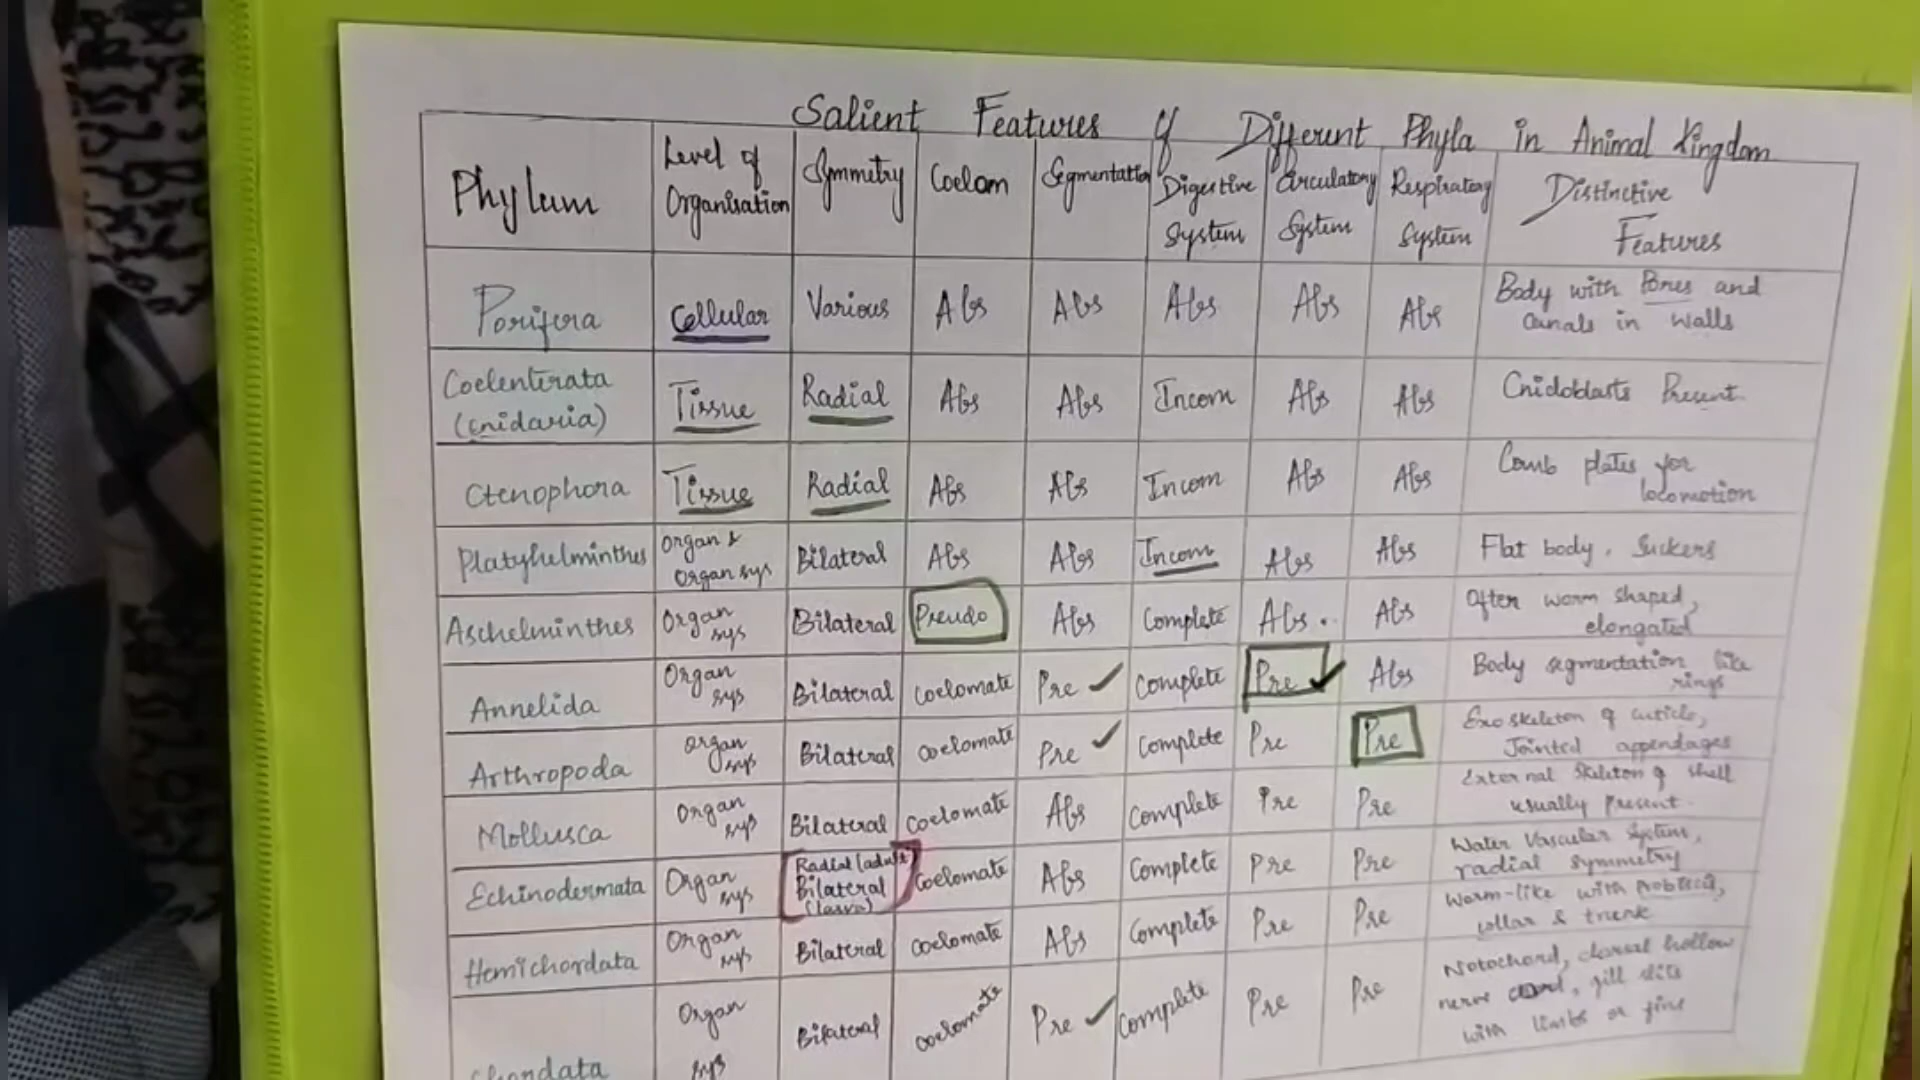 Salient Features of Different Phyla in Animal Kingdom
Phylum
Level of
Organisation
Symmetry
Coelom
Segmentation
Digestive
System
Circulatory
System
Respiratory
System
Distinctive
Features
Porifera
Cellular
Various
Abs
Abs
Abs
Abs
Abs
Body with Pores and
canals in walls
Coelenterata
(cnidaria)
Tissue
Radial
Abs
Abs
Incom
Abs
Abs
Cnidoblasts Present.
Ctenophora
Tissue
Radial
Abs
Abs
Incom
Abs
Abs
Comb plates for
locomotion
Platyhelminthes
Organ &
Organ sys
Bilateral
Abs
Abs
Incom
Abs
Abs
Flat body, Suckers
Aschelminthes
Organ
sys
Bilateral
Pseudo
Abs
Complete
Abs.
Abs
Often worm shaped,
elongated
Annelida
Organ
sys
Bilateral
Coelomate
Pre ✓
Complete
Pre ✓
Abs
Body segmentation like
rings
Arthropoda
Organ
sys
Bilateral
Coelomate
Pre ✓
Complete
Pre
Pre
Exoskeleton of cuticle,
Jointed appendages
Mollusca
Organ
sys
Bilateral
Coelomate
Abs
Complete
Pre
Pre
External Skeleton of shell
usually present.
Echinodermata
Organ
sys
Radial (adult
Bilateral
(larva)
Coelomate
Abs
Complete
Pre
Pre
Water Vascular System,
radial symmetry
Hemichordata
Organ
sys
Bilateral
Coelomate
Abs
Complete
Pre
Pre
Worm-like with
collar & trunk
Chordata
Organ
sys
Bilateral
Coelomate
Pre ✓
Complete
Pre
Pre
Notochord, dorsal hollow
nerve cord, gill slits
with limbs or fins